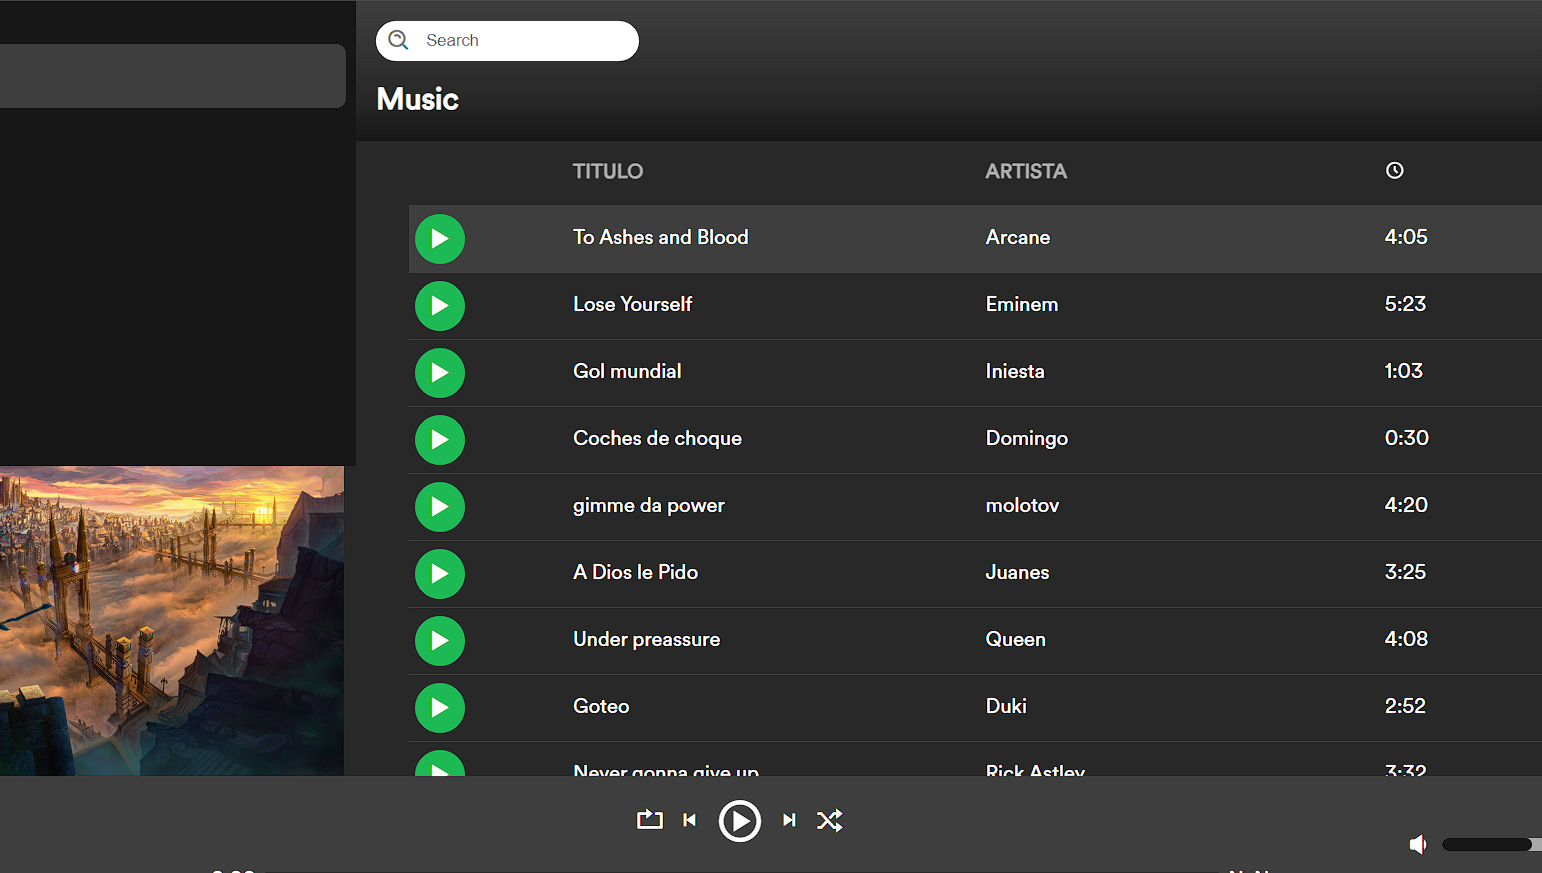 Search
Music
TITULO ARTISTA
To Ashes and Blood Arcane 4:05
Lose Yourself Eminem 5:23
Gol mundial Iniesta 1:03
Coches de choque Domingo 0:30
gimme da power molotov 4:20
A Dios le Pido Juanes 3:25
Under preassure Queen 4:08
Goteo Duki 2:52
Never gonna give up Rick Astley 3:32